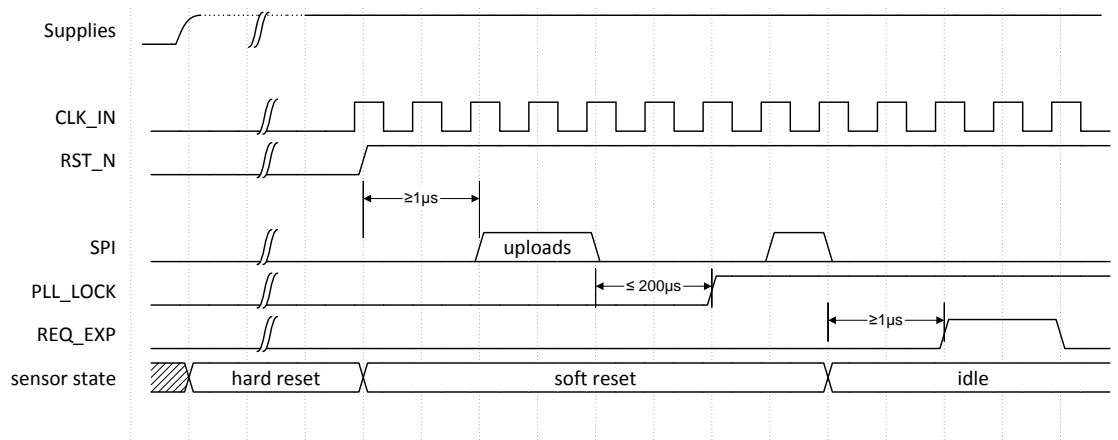 Supplies
CLK_IN
RST_N
≥1µs
SPI
uploads
PLL_LOCK
≤ 200µs
REQ_EXP
≥1µs
sensor state
hard reset
soft reset
idle